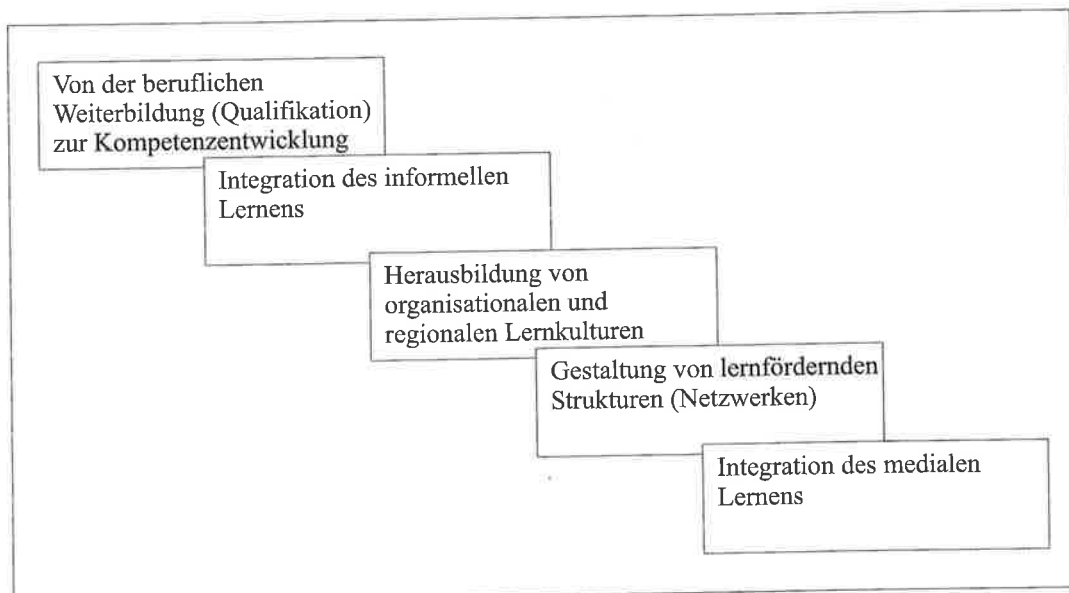 Von der beruflichen
Weiterbildung (Qualifikation)
zur Kompetenzentwicklung
Integration des informellen
Lernens
Herausbildung von
organisationalen und
regionalen Lernkulturen
Gestaltung von lernfördernden
Strukturen (Netzwerken)
Integration des medialen
Lernens